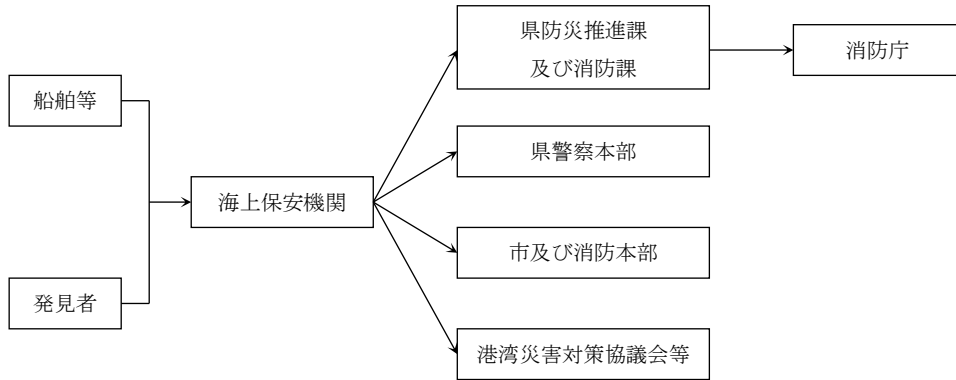 船舶等
発見者
海上保安機関
県防災推進課
及び消防課
県警察本部
市及び消防本部
港湾災害対策協議会等
消防庁